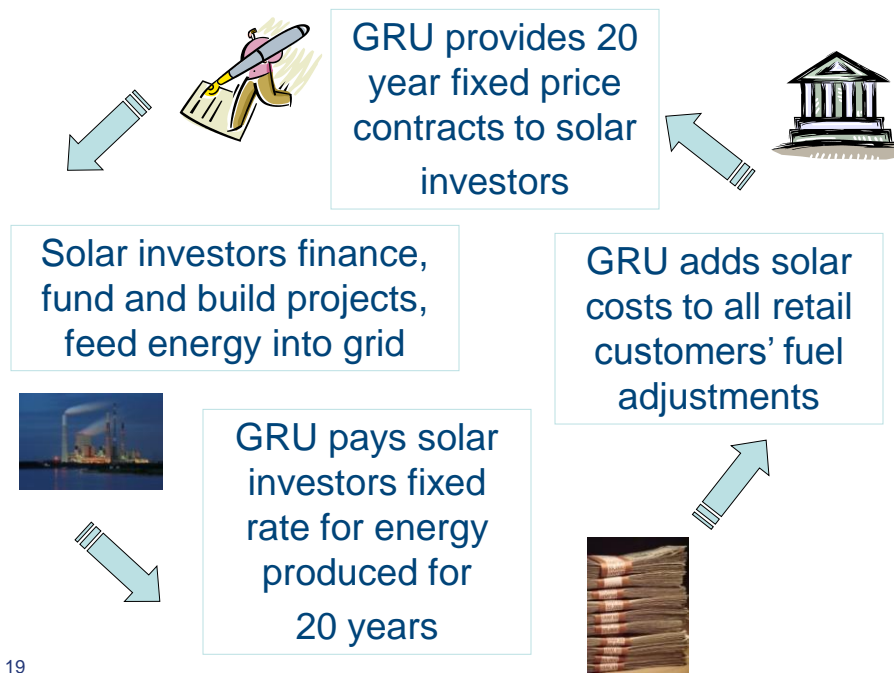 GRU provides 20
year fixed price
contracts to solar
investors
Solar investors finance,
fund and build projects,
feed energy into grid
GRU adds solar
costs to all retail
customers’ fuel
adjustments
GRU pays solar
investors fixed
rate for energy
produced for
20 years
19